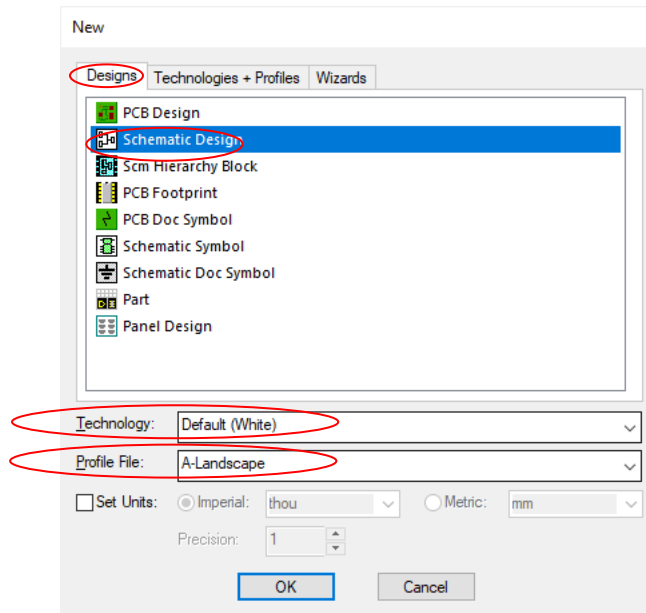 New
Designs Technologies + Profiles Wizards
PCB Design
Schematic Design
Scm Hierarchy Block
PCB Footprint
PCB Doc Symbol
Schematic Symbol
Schematic Doc Symbol
Part
Panel Design
Technology: Default (White)
Profile File: A-Landscape
Set Units: Imperial: thou Metric: mm
Precision: 1
OK Cancel